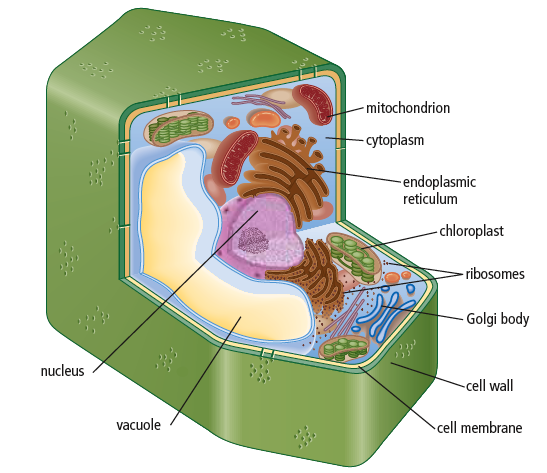 mitochondrion
cytoplasm
endoplasmic
reticulum
chloroplast
ribosomes
Golgi body
nucleus
cell wall
vacuole
cell membrane